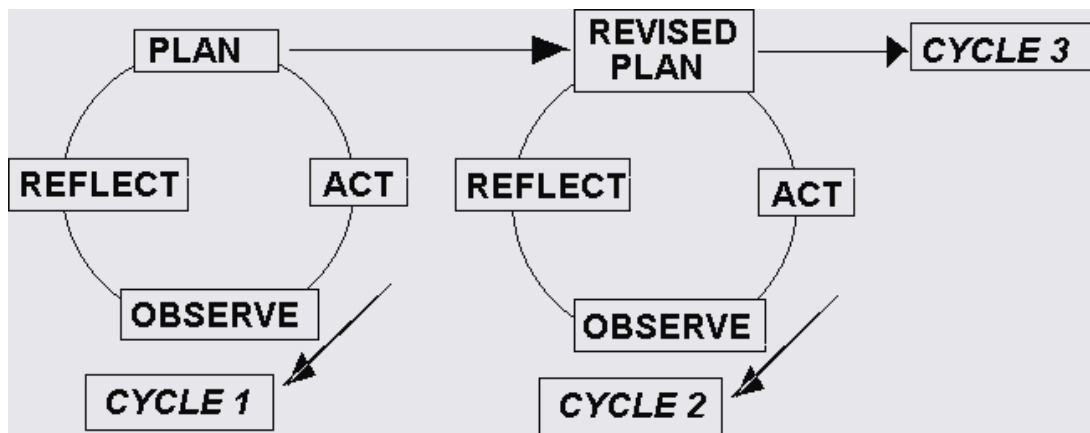 PLAN
REVISED
PLAN
CYCLE 3
REFLECT
ACT
REFLECT
ACT
OBSERVE
OBSERVE
CYCLE 1
CYCLE 2